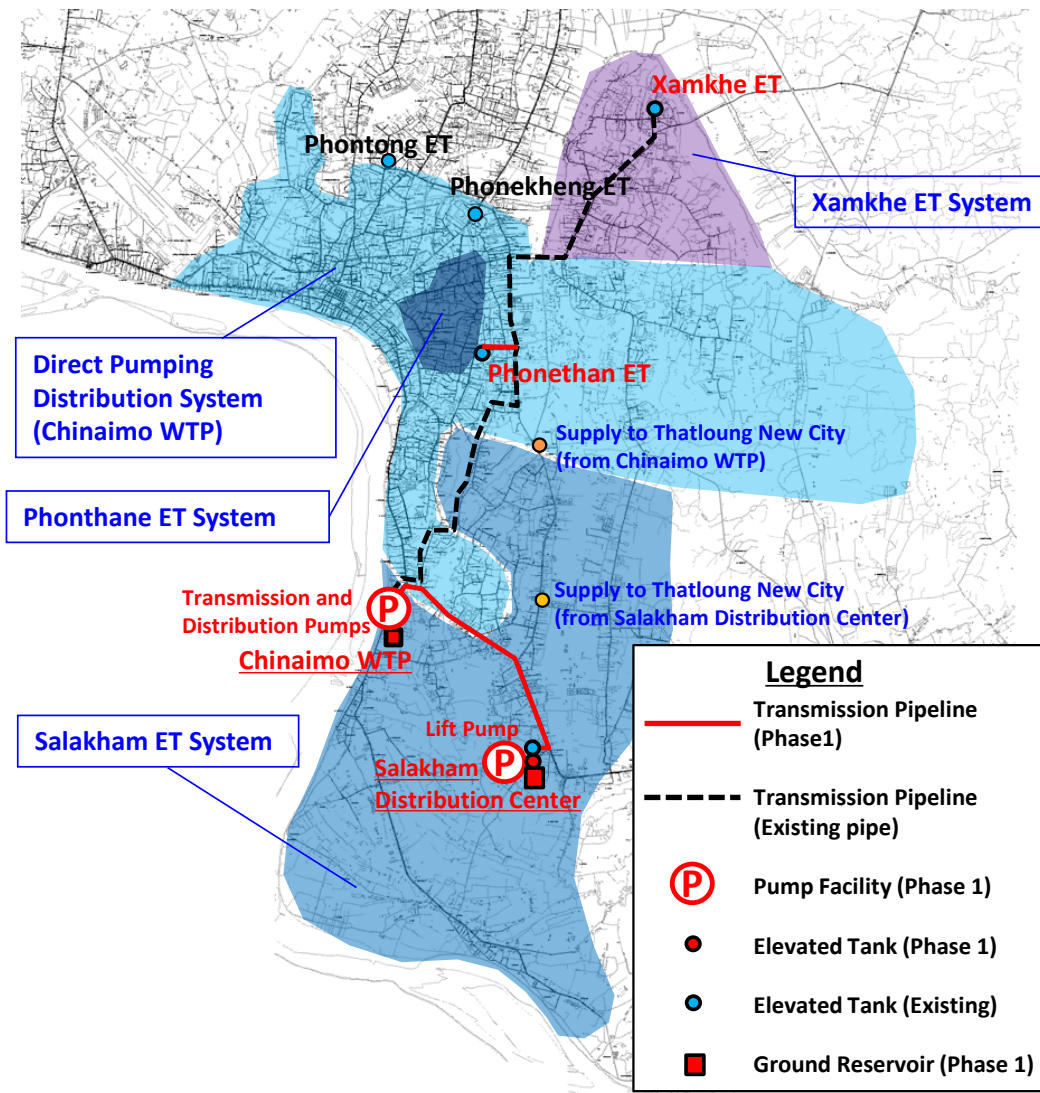 Xamkhe ET
Phontong ET
Phonekheng ET
Xamkhe ET System
Direct Pumping
Distribution System
(Chinaimo WTP)
Phonethan ET
Supply to Thatloung New City
(from Chinaimo WTP)
Phonthane ET System
Transmission and
Distribution Pumps
P
Chinaimo WTP
Supply to Thatloung New City
(from Salakham Distribution Center)
Salakham ET System
Lift Pump
P
Salakham
Distribution Center
Legend
Transmission Pipeline
(Phase1)
Transmission Pipeline
(Existing pipe)
P
Pump Facility (Phase 1)
Elevated Tank (Phase 1)
Elevated Tank (Existing)
Ground Reservoir (Phase 1)